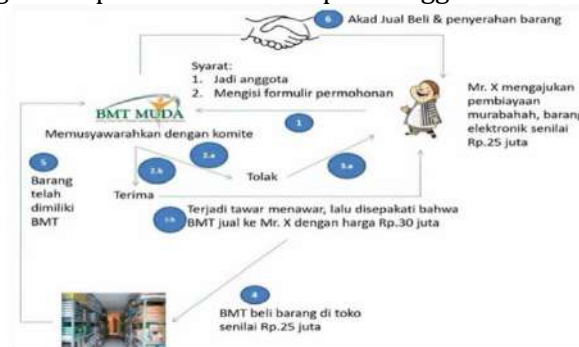 6 Akad Jual Beli & penyerahan barang
Syarat:
1. Jadi anggota
2. Mengisi formulir permohonan
BMT MUDA
Memusyawarahkan dengan komite
1
Mr. X mengajukan
pembiayaan
murabahah, barang
elektronik senilai
Rp.25 juta
2.a
2.b
Tolak
3.a
Terima
5
Barang
telah
dimiliki
BMT
Terjadi tawar menawar, lalu disepakati bahwa
BMT jual ke Mr. X dengan harga Rp.30 juta
4
BMT beli barang di toko
senilai Rp.25 juta